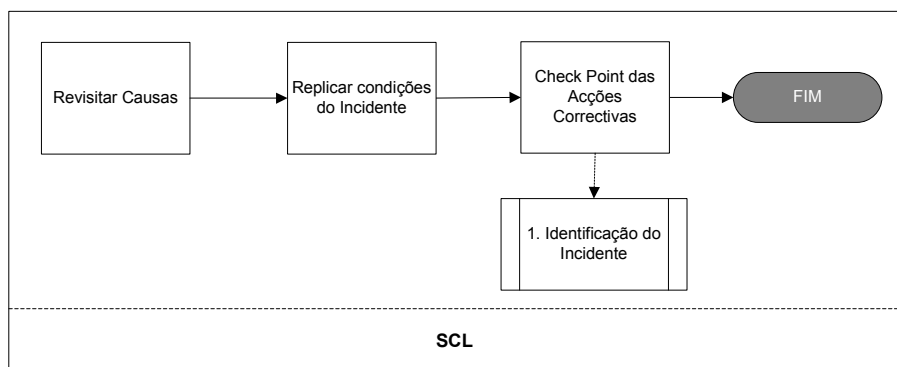 Revisitar Causas
Replicar condições
do Incidente
Check Point das
Acções
Correctivas
FIM
1. Identificação do
Incidente
SCL